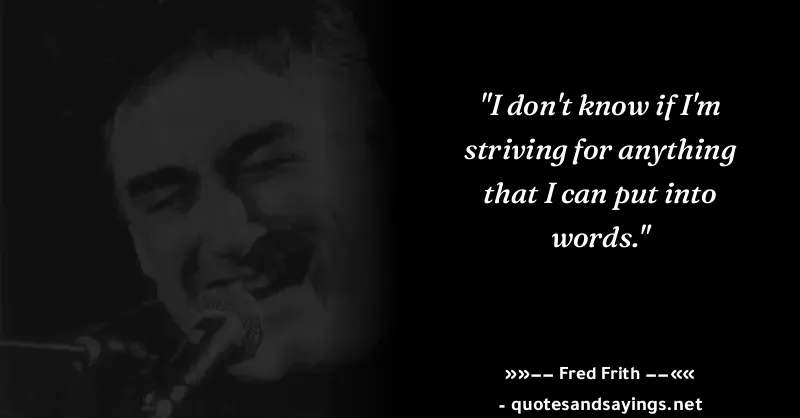 "I don't know if I'm
striving for anything
that I can put into
words."
»»–– Fred Frith ––««
- quotesandsayings.net